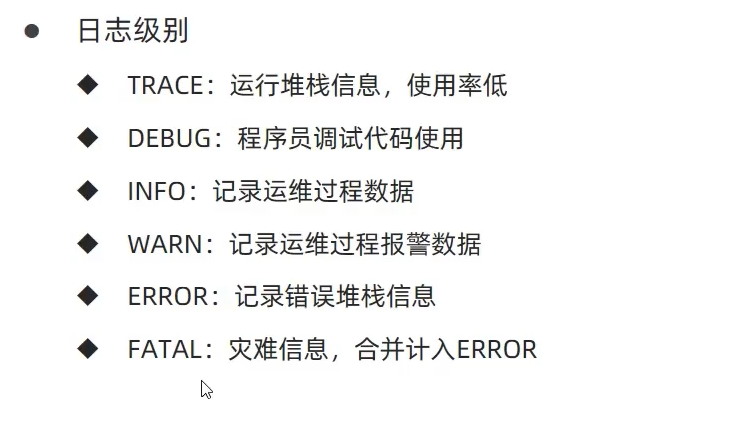 日志级别
TRACE：运行堆栈信息，使用率低
DEBUG：程序员调试代码使用
INFO：记录运维过程数据
WARN：记录运维过程报警数据
ERROR：记录错误堆栈信息
FATAL：灾难信息，合并计入ERROR